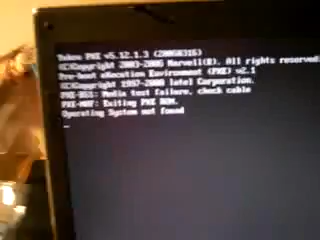 Yukon PXE v5.12.1.3 (20060316)
(C)Copyright 2003-2006 Marvell(R). All rights reserved
Pre-boot eXecution Environment (PXE) v2.1
(C)Copyright 1997-2000 Intel Corporation.
PXE-E61: Media test failure, check cable
PXE-M0F: Exiting PXE ROM.
Operating System not found
_